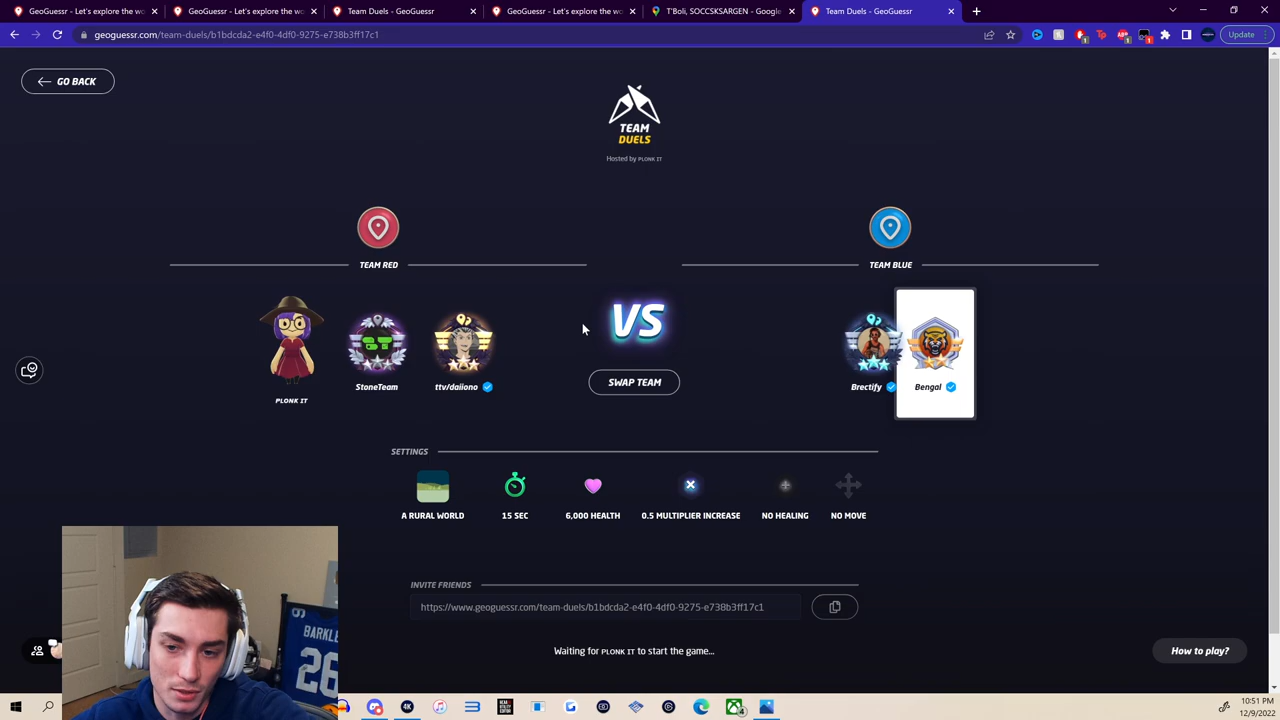 GeoGuessr - Let's explore the wo
GeoGuessr - Let's explore the wo
Team Duels - GeoGuessr
GeoGuessr - Let's explore the wo
T'Boli, SOCCSKSARGEN - Google
Team Duels - GeoGuessr
geoguessr.com/team-duels/b1bdcda2-e4f0-4df0-9275-e738b3ff17c1
Update
GO BACK
TEAM
DUELS
Hosted by PLONK IT
TEAM RED
TEAM BLUE
VS
SWAP TEAM
PLONK IT
StoneTeam
ttv/daiiono
Brectify
Bengal
SETTINGS
A RURAL WORLD
15 SEC
6,000 HEALTH
0.5 MULTIPLIER INCREASE
NO HEALING
NO MOVE
INVITE FRIENDS
https://www.geoguessr.com/team-duels/b1bdcda2-e4f0-4df0-9275-e738b3ff17c1
Waiting for PLONK IT to start the game...
How to play?
BARKLE
26
4K
10:51 PM
12/9/2022